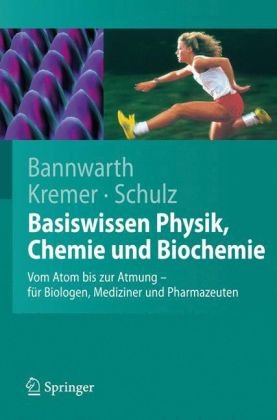 Bannwarth
Kremer · Schulz
Basiswissen Physik,
Chemie und Biochemie
Vom Atom bis zur Atmung –
für Biologen, Mediziner und Pharmazeuten
Springer